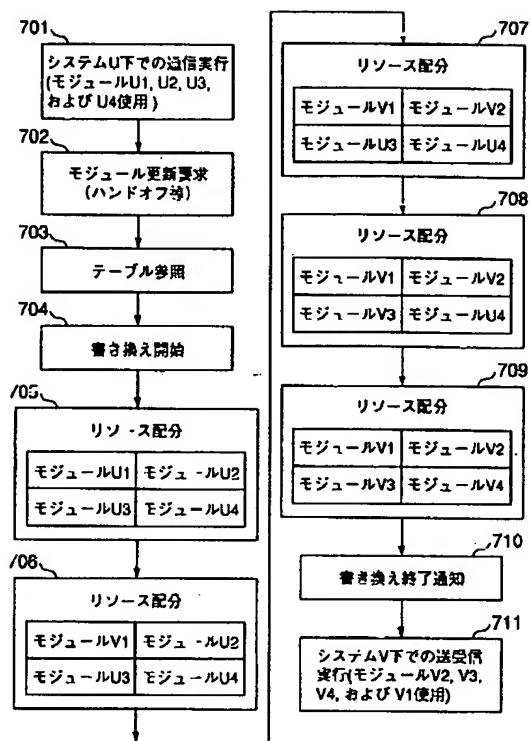 701
システムU下での通信実行
(モジュールU1, U2, U3,
および U4使用)
702
モジュール更新要求
(ハンドオフ等)
703
テーブル参照
704
書き換え開始
705
リソース配分
モジュールU1 モジュールU2
モジュールU3 モジュールU4
706
リソース配分
モジュールV1 モジュールU2
モジュールU3 モジュールU4
707
リソース配分
モジュールV1 モジュールV2
モジュールU3 モジュールU4
708
リソース配分
モジュールV1 モジュールV2
モジュールV3 モジュールU4
709
リソース配分
モジュールV1 モジュールV2
モジュールV3 モジュールV4
710
書き換え終了通知
711
システムV下での送受信
実行(モジュールV2, V3,
V4, および V1使用)